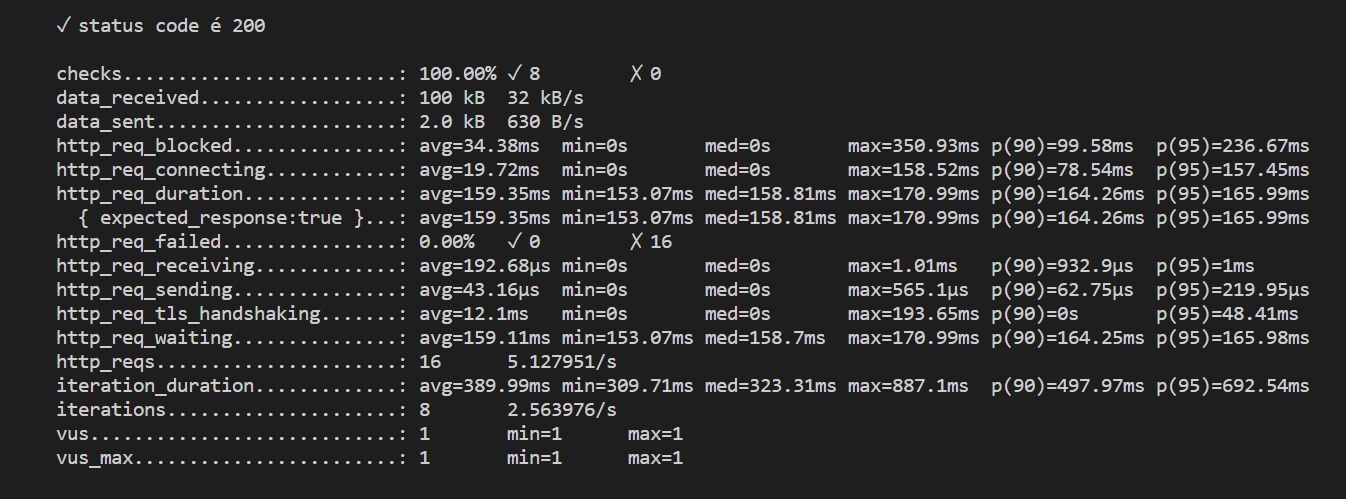 ✓ status code é 200
checks.........................: 100.00% ✓ 8        ✗ 0
data_received..................: 100 kB  32 kB/s
data_sent......................: 2.0 kB  630 B/s
http_req_blocked...............: avg=34.38ms  min=0s       med=0s       max=350.93ms p(90)=99.58ms  p(95)=236.67ms
http_req_connecting............: avg=19.72ms  min=0s       med=0s       max=158.52ms p(90)=78.54ms  p(95)=157.45ms
http_req_duration..............: avg=159.35ms min=153.07ms med=158.81ms max=170.99ms p(90)=164.26ms p(95)=165.99ms
{ expected_response:true }...: avg=159.35ms min=153.07ms med=158.81ms max=170.99ms p(90)=164.26ms p(95)=165.99ms
http_req_failed................: 0.00%   ✓ 0        ✗ 16
http_req_receiving.............: avg=192.68µs min=0s       med=0s       max=1.01ms   p(90)=932.9µs  p(95)=1ms
http_req_sending...............: avg=43.16µs  min=0s       med=0s       max=565.1µs  p(90)=62.75µs  p(95)=219.95µs
http_req_tls_handshaking.......: avg=12.1ms   min=0s       med=0s       max=193.65ms p(90)=0s       p(95)=48.41ms
http_req_waiting...............: avg=159.11ms min=153.07ms med=158.7ms  max=170.99ms p(90)=164.25ms p(95)=165.98ms
http_reqs......................: 16      5.127951/s
iteration_duration.............: avg=389.99ms min=309.71ms med=323.31ms max=887.1ms  p(90)=497.97ms p(95)=692.54ms
iterations.....................: 8       2.563976/s
vus............................: 1       min=1      max=1
vus_max........................: 1       min=1      max=1